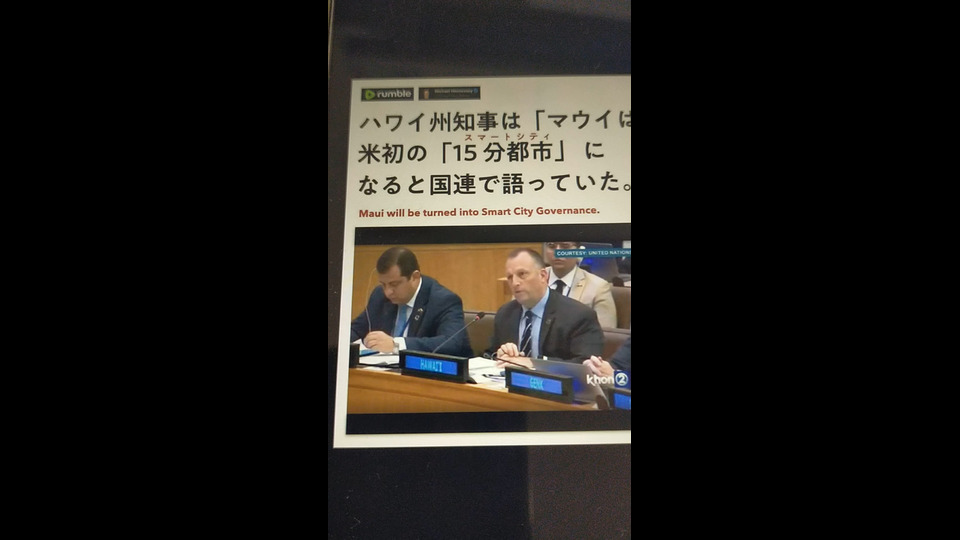 rumble
ハワイ州知事は「マウイは
スマートシティ
米初の「15分都市」に
なると国連で語っていた。
Maui will be turned into Smart City Governance.
COURTESY: UNITED NATIONS
HAWAI'I
GENK
khon2